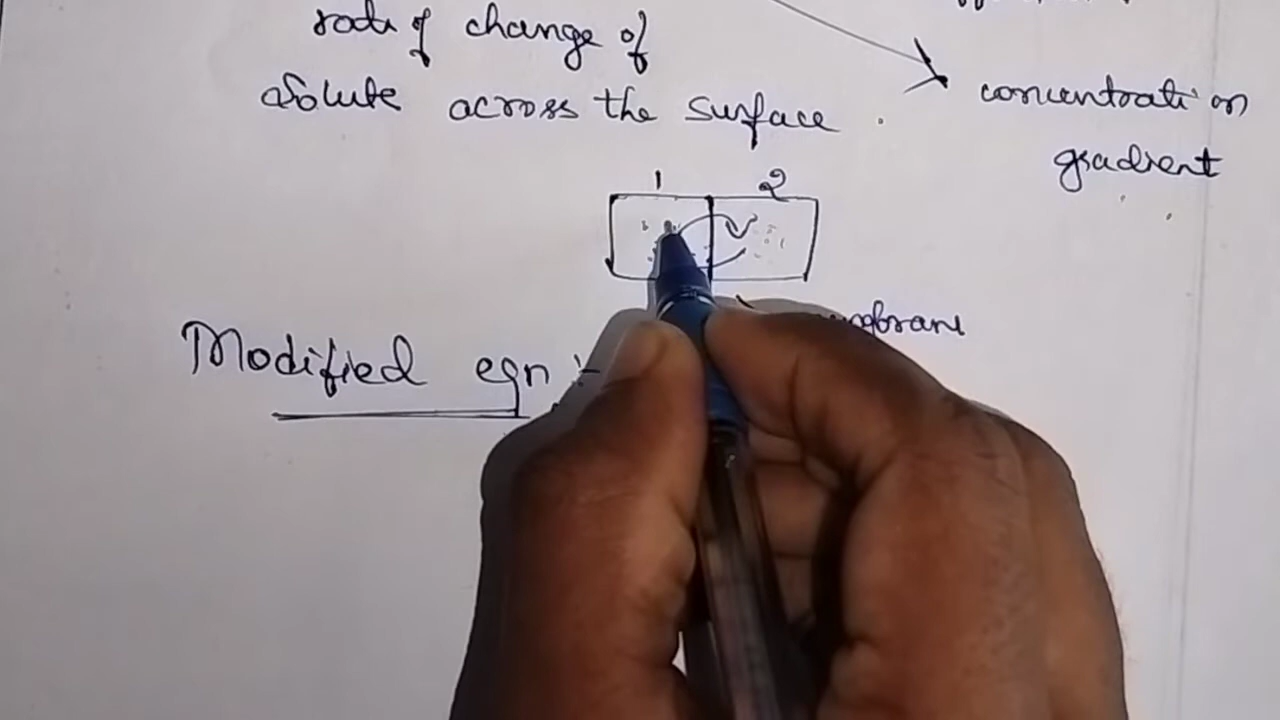 rate of change of
solute across the surface .
concentration
gradient
1 2
Modified eqn :-